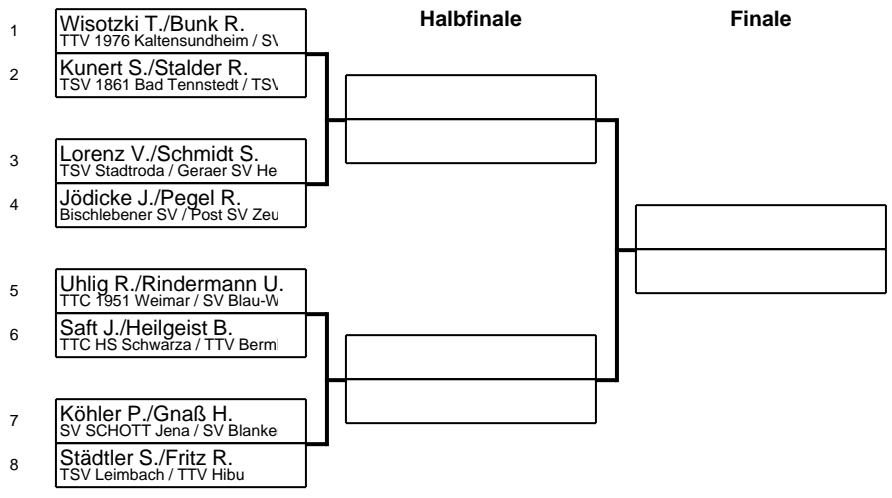 Halbfinale Finale
1 Wisotzki T./Bunk R.
TTV 1976 Kaltensundheim / SV
2 Kunert S./Stalder R.
TSV 1861 Bad Tennstedt / TSV
3 Lorenz V./Schmidt S.
TSV Stadtroda / Geraer SV He
4 Jödicke J./Pegel R.
Bischlebener SV / Post SV Zeu
5 Uhlig R./Rindermann U.
TTC 1951 Weimar / SV Blau-W
6 Saft J./Heilgeist B.
TTC HS Schwarza / TTV Berm
7 Köhler P./Gnaß H.
SV SCHOTT Jena / SV Blanke
8 Städtler S./Fritz R.
TSV Leimbach / TTV Hibu